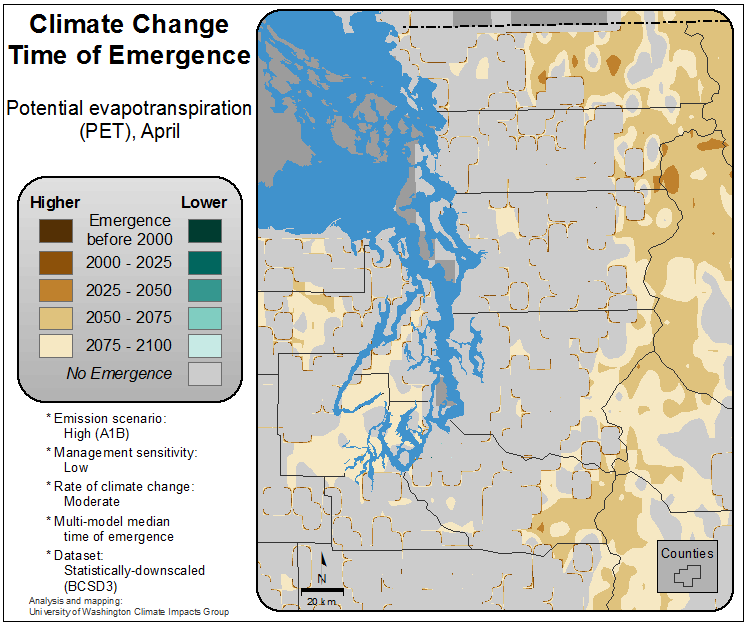 Climate Change
Time of Emergence
Potential evapotranspiration
(PET), April
Higher
Lower
Emergence
before 2000
2000 - 2025
2025 - 2050
2050 - 2075
2075 - 2100
No Emergence
* Emission scenario:
High (A1B)
* Management sensitivity:
Low
* Rate of climate change:
Moderate
* Multi-model median
time of emergence
* Dataset:
Statistically-downscaled
(BCSD3)
Analysis and mapping:
University of Washington Climate Impacts Group
N
20 km
Counties